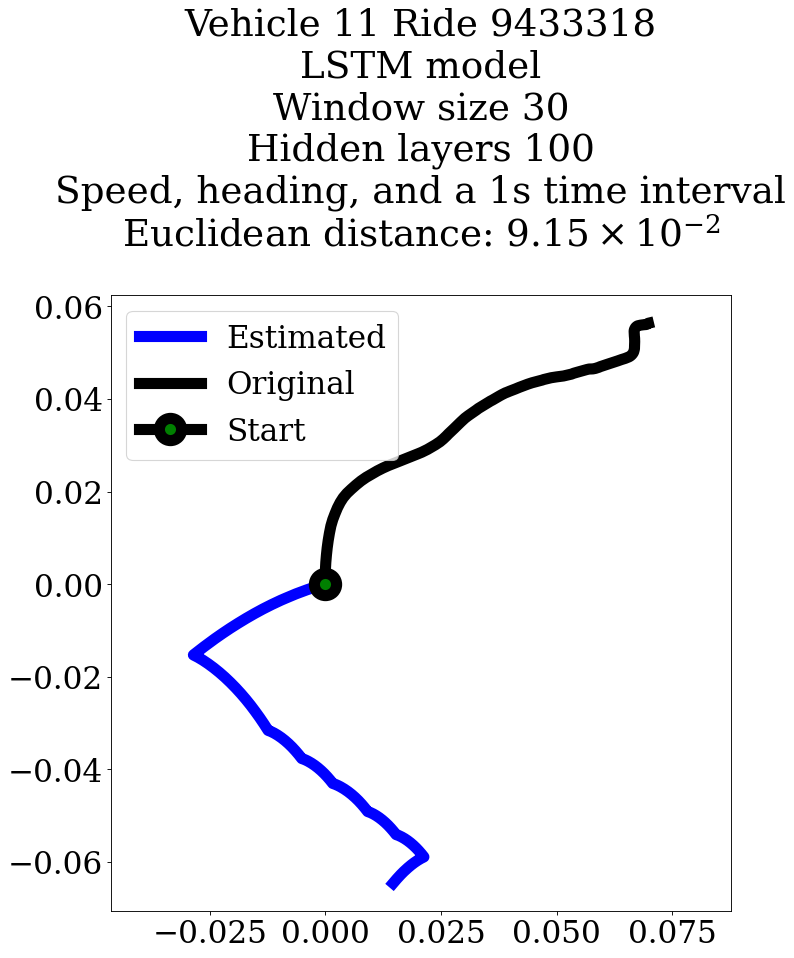 Vehicle 11 Ride 9433318
LSTM model
Window size 30
Hidden layers 100
Speed, heading, and a 1s time interval
Euclidean distance: 9.15 × 10⁻²
Estimated
Original
Start
0.06
0.04
0.02
0.00
−0.02
−0.04
−0.06
−0.025 0.000 0.025 0.050 0.075